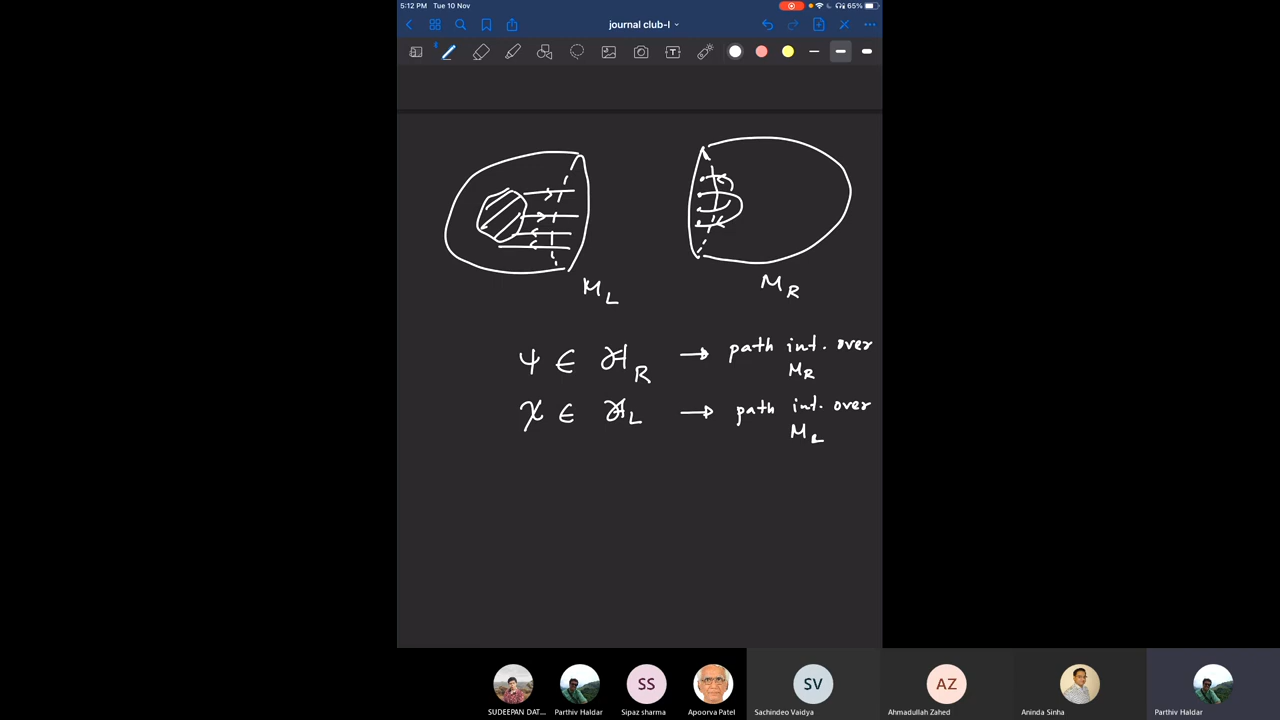 5:12 PM Tue 10 Nov
65%
journal club-I
M_L
M_R
ψ ∈ ℋ_R → path int. over
M_R
χ ∈ ℋ_L → path int. over
M_L
SUDEEPAN DAT...
Parthiv Haldar
SS
Sipaz sharma
Apoorva Patel
SV
Sachindeo Vaidya
AZ
Ahmadullah Zahed
Aninda Sinha
Parthiv Haldar